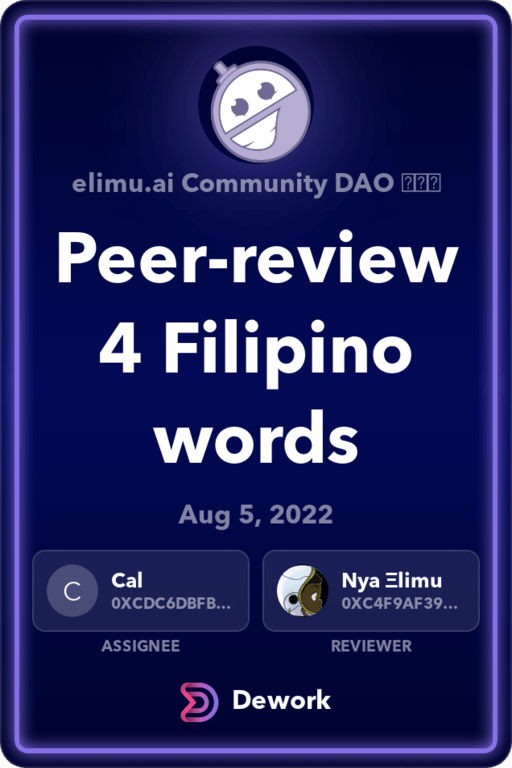 elimu.ai Community DAO
Peer-review
4 Filipino
words
Aug 5, 2022
C
Cal
0XCDC6DBFB...
Nya Ξlimu
0XC4F9AF39...
ASSIGNEE
REVIEWER
Dework